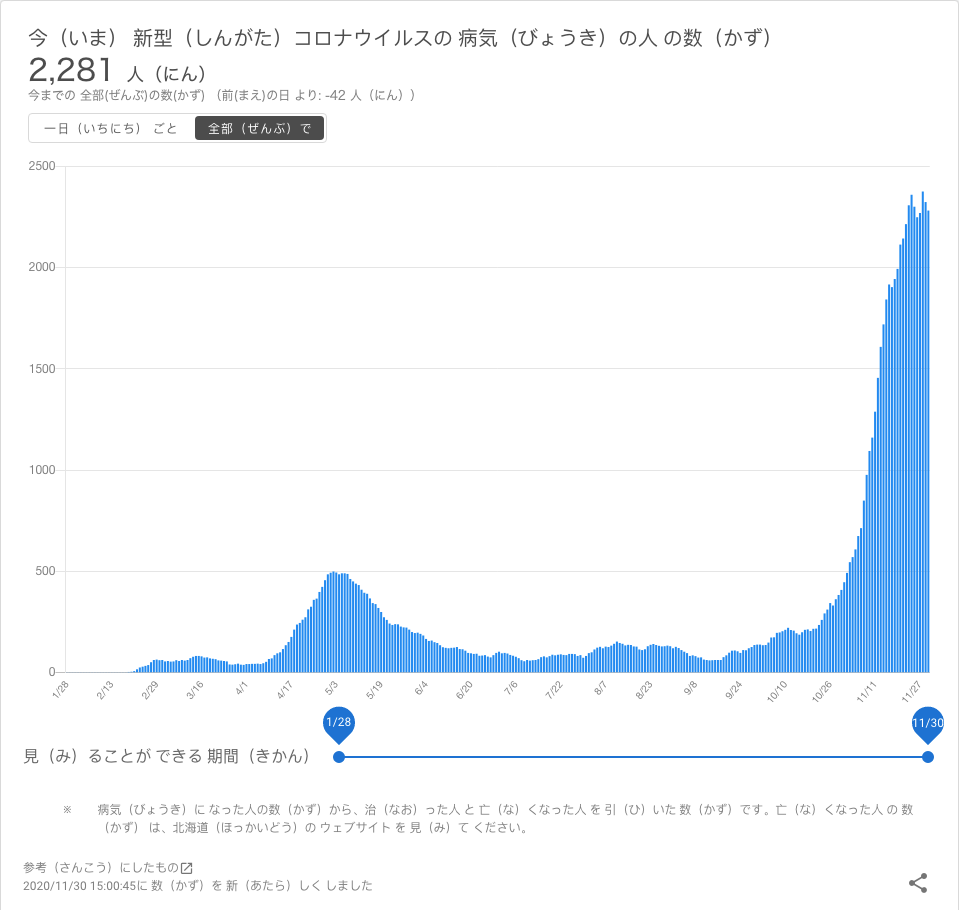 今（いま） 新型（しんがた）コロナウイルスの 病気（びょうき）の人 の数（かず）
2,281 人（にん）
今までの 全部(ぜんぶ)の数(かず) （前(まえ)の日 より: -42 人（にん））
一日（いちにち） ごと 全部（ぜんぶ）で
2500
2000
1500
1000
500
0
1/28 2/13 2/29 3/16 4/1 4/17 5/3 5/19 6/4 6/20 7/6 7/22 8/7 8/23 9/8 9/24 10/10 10/26 11/11 11/27
1/28 11/30
見（み）ることが できる 期間（きかん）
※ 病気（びょうき）に なった人の数（かず）から、治（なお）った人 と 亡（な）くなった人 を 引（ひ）いた 数（かず）です。亡（な）くなった人 の 数
（かず） は、北海道（ほっかいどう）の ウェブサイト を 見（み）て ください。
参考（さんこう）にしたもの
2020/11/30 15:00:45に 数（かず）を 新（あたら）しく しました